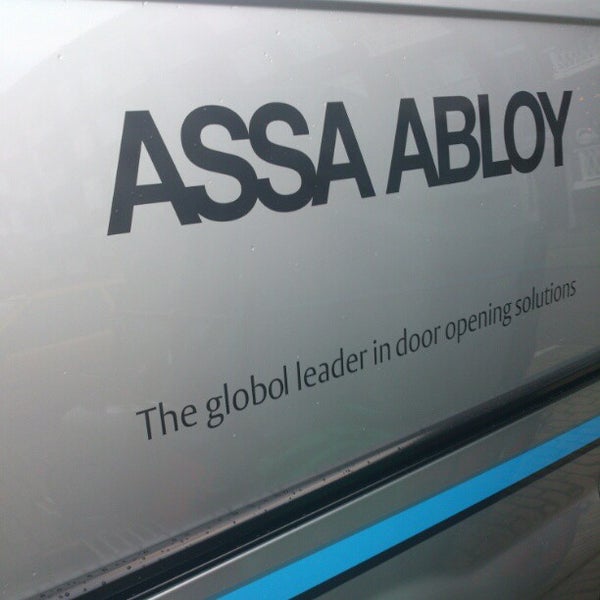 ASSA ABLOY
The globol leader in door opening solutions